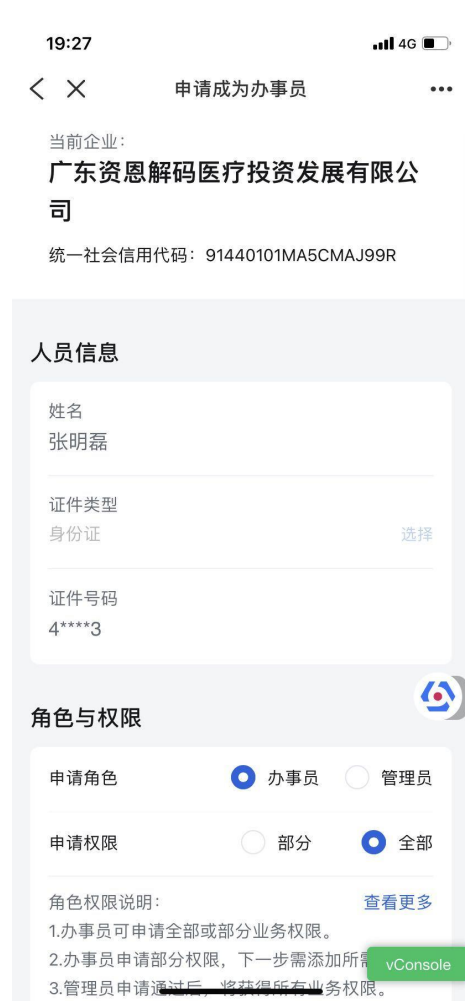 19:27
4G
申请成为办事员
当前企业:
广东资恩解码医疗投资发展有限公
司
统一社会信用代码: 91440101MA5CMAJ99R
人员信息
姓名
张明磊
证件类型
身份证 选择
证件号码
4****3
角色与权限
申请角色 办事员 管理员
申请权限 部分 全部
角色权限说明: 查看更多
1.办事员可申请全部或部分业务权限。
2.办事员申请部分权限，下一步需添加所需
vConsole
3.管理员申请通过后，将获得所有业务权限。